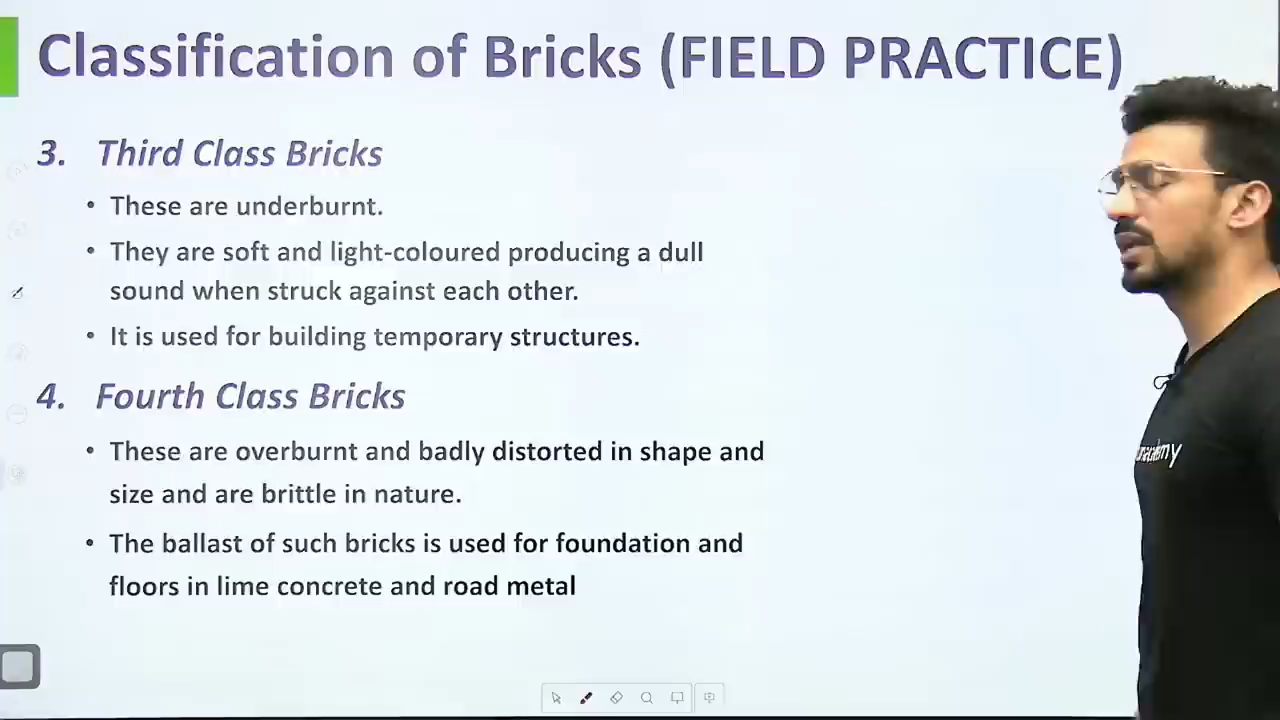 Classification of Bricks (FIELD PRACTICE)
3. Third Class Bricks
• These are underburnt.
• They are soft and light-coloured producing a dull
sound when struck against each other.
• It is used for building temporary structures.
4. Fourth Class Bricks
• These are overburnt and badly distorted in shape and
size and are brittle in nature.
• The ballast of such bricks is used for foundation and
floors in lime concrete and road metal